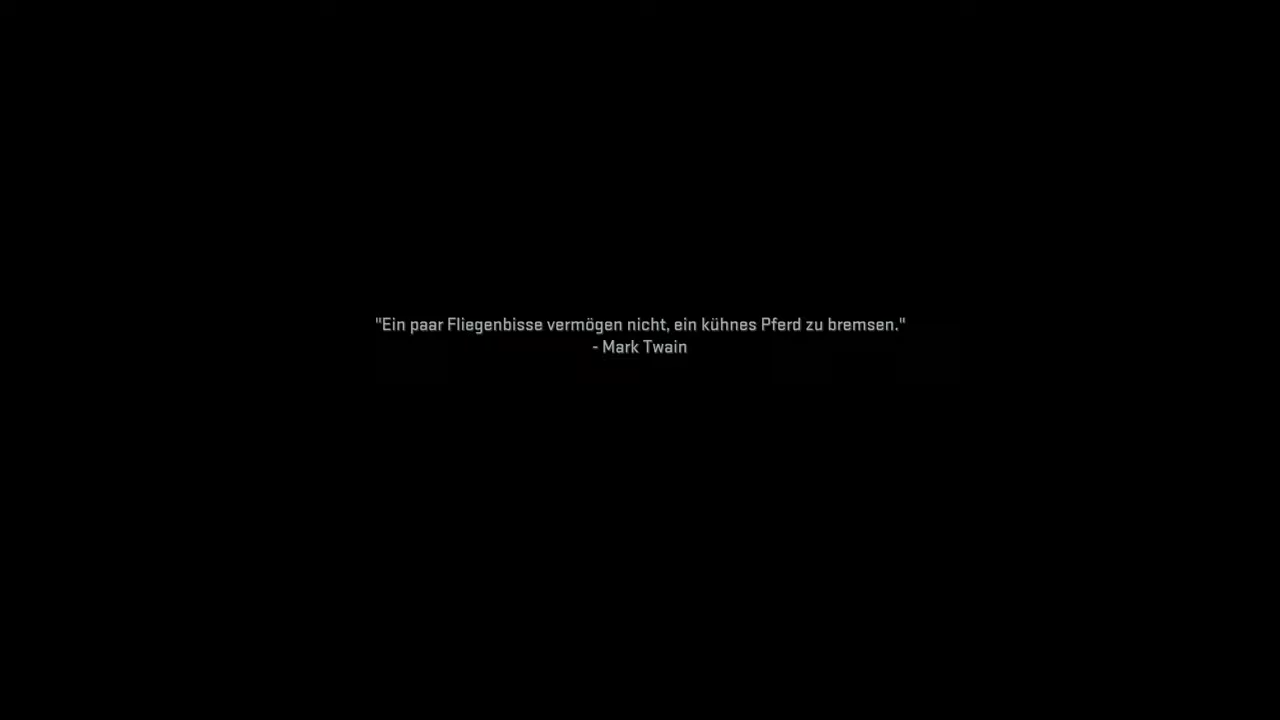 "Ein paar Fliegenbisse vermögen nicht, ein kühnes Pferd zu bremsen."
- Mark Twain